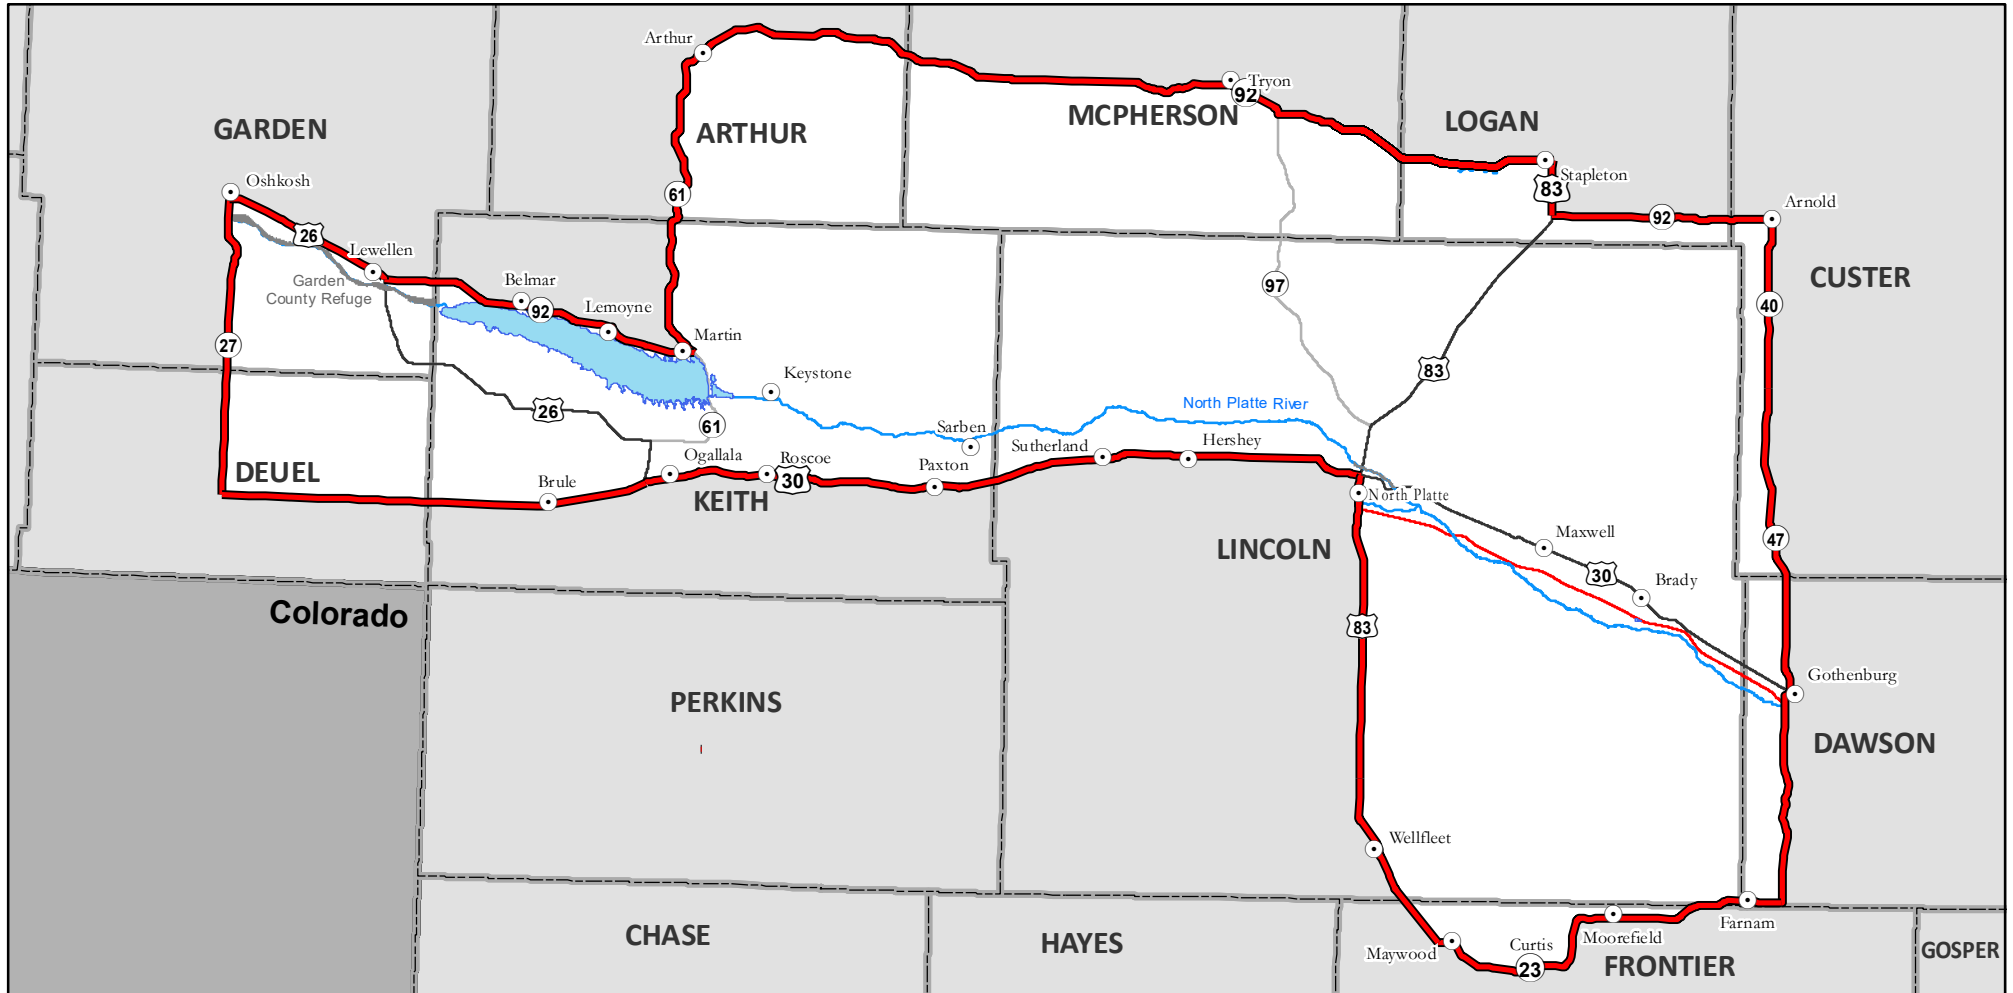 Arthur
Tryon
92
MCPHERSON
LOGAN
GARDEN
ARTHUR
Stapleton
83
Oshkosh
61
Arnold
92
26
Lewellen
Garden
County Refuge
Belmar
92
Lemoyne
97
CUSTER
40
27
Martin
Keystone
83
26
61
North Platte River
Sarben
Sutherland
Hershey
Ogallala
Roscoe
Paxton
DEUEL
Brule
30
KEITH
North Platte
LINCOLN
Maxwell
47
30
Brady
Colorado
83
Gothenburg
PERKINS
DAWSON
Wellfleet
CHASE
HAYES
Maywood
Curtis
23
Moorefield
Farnam
FRONTIER
GOSPER